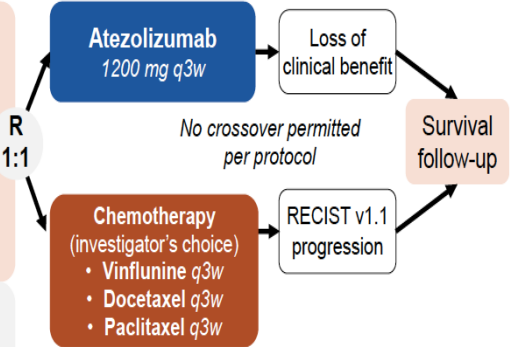 R
1:1
Atezolizumab
1200 mg q3w
Loss of
clinical benefit
No crossover permitted
per protocol
Survival
follow-up
Chemotherapy
(investigator's choice)
• Vinflunine q3w
• Docetaxel q3w
• Paclitaxel q3w
RECIST v1.1
progression